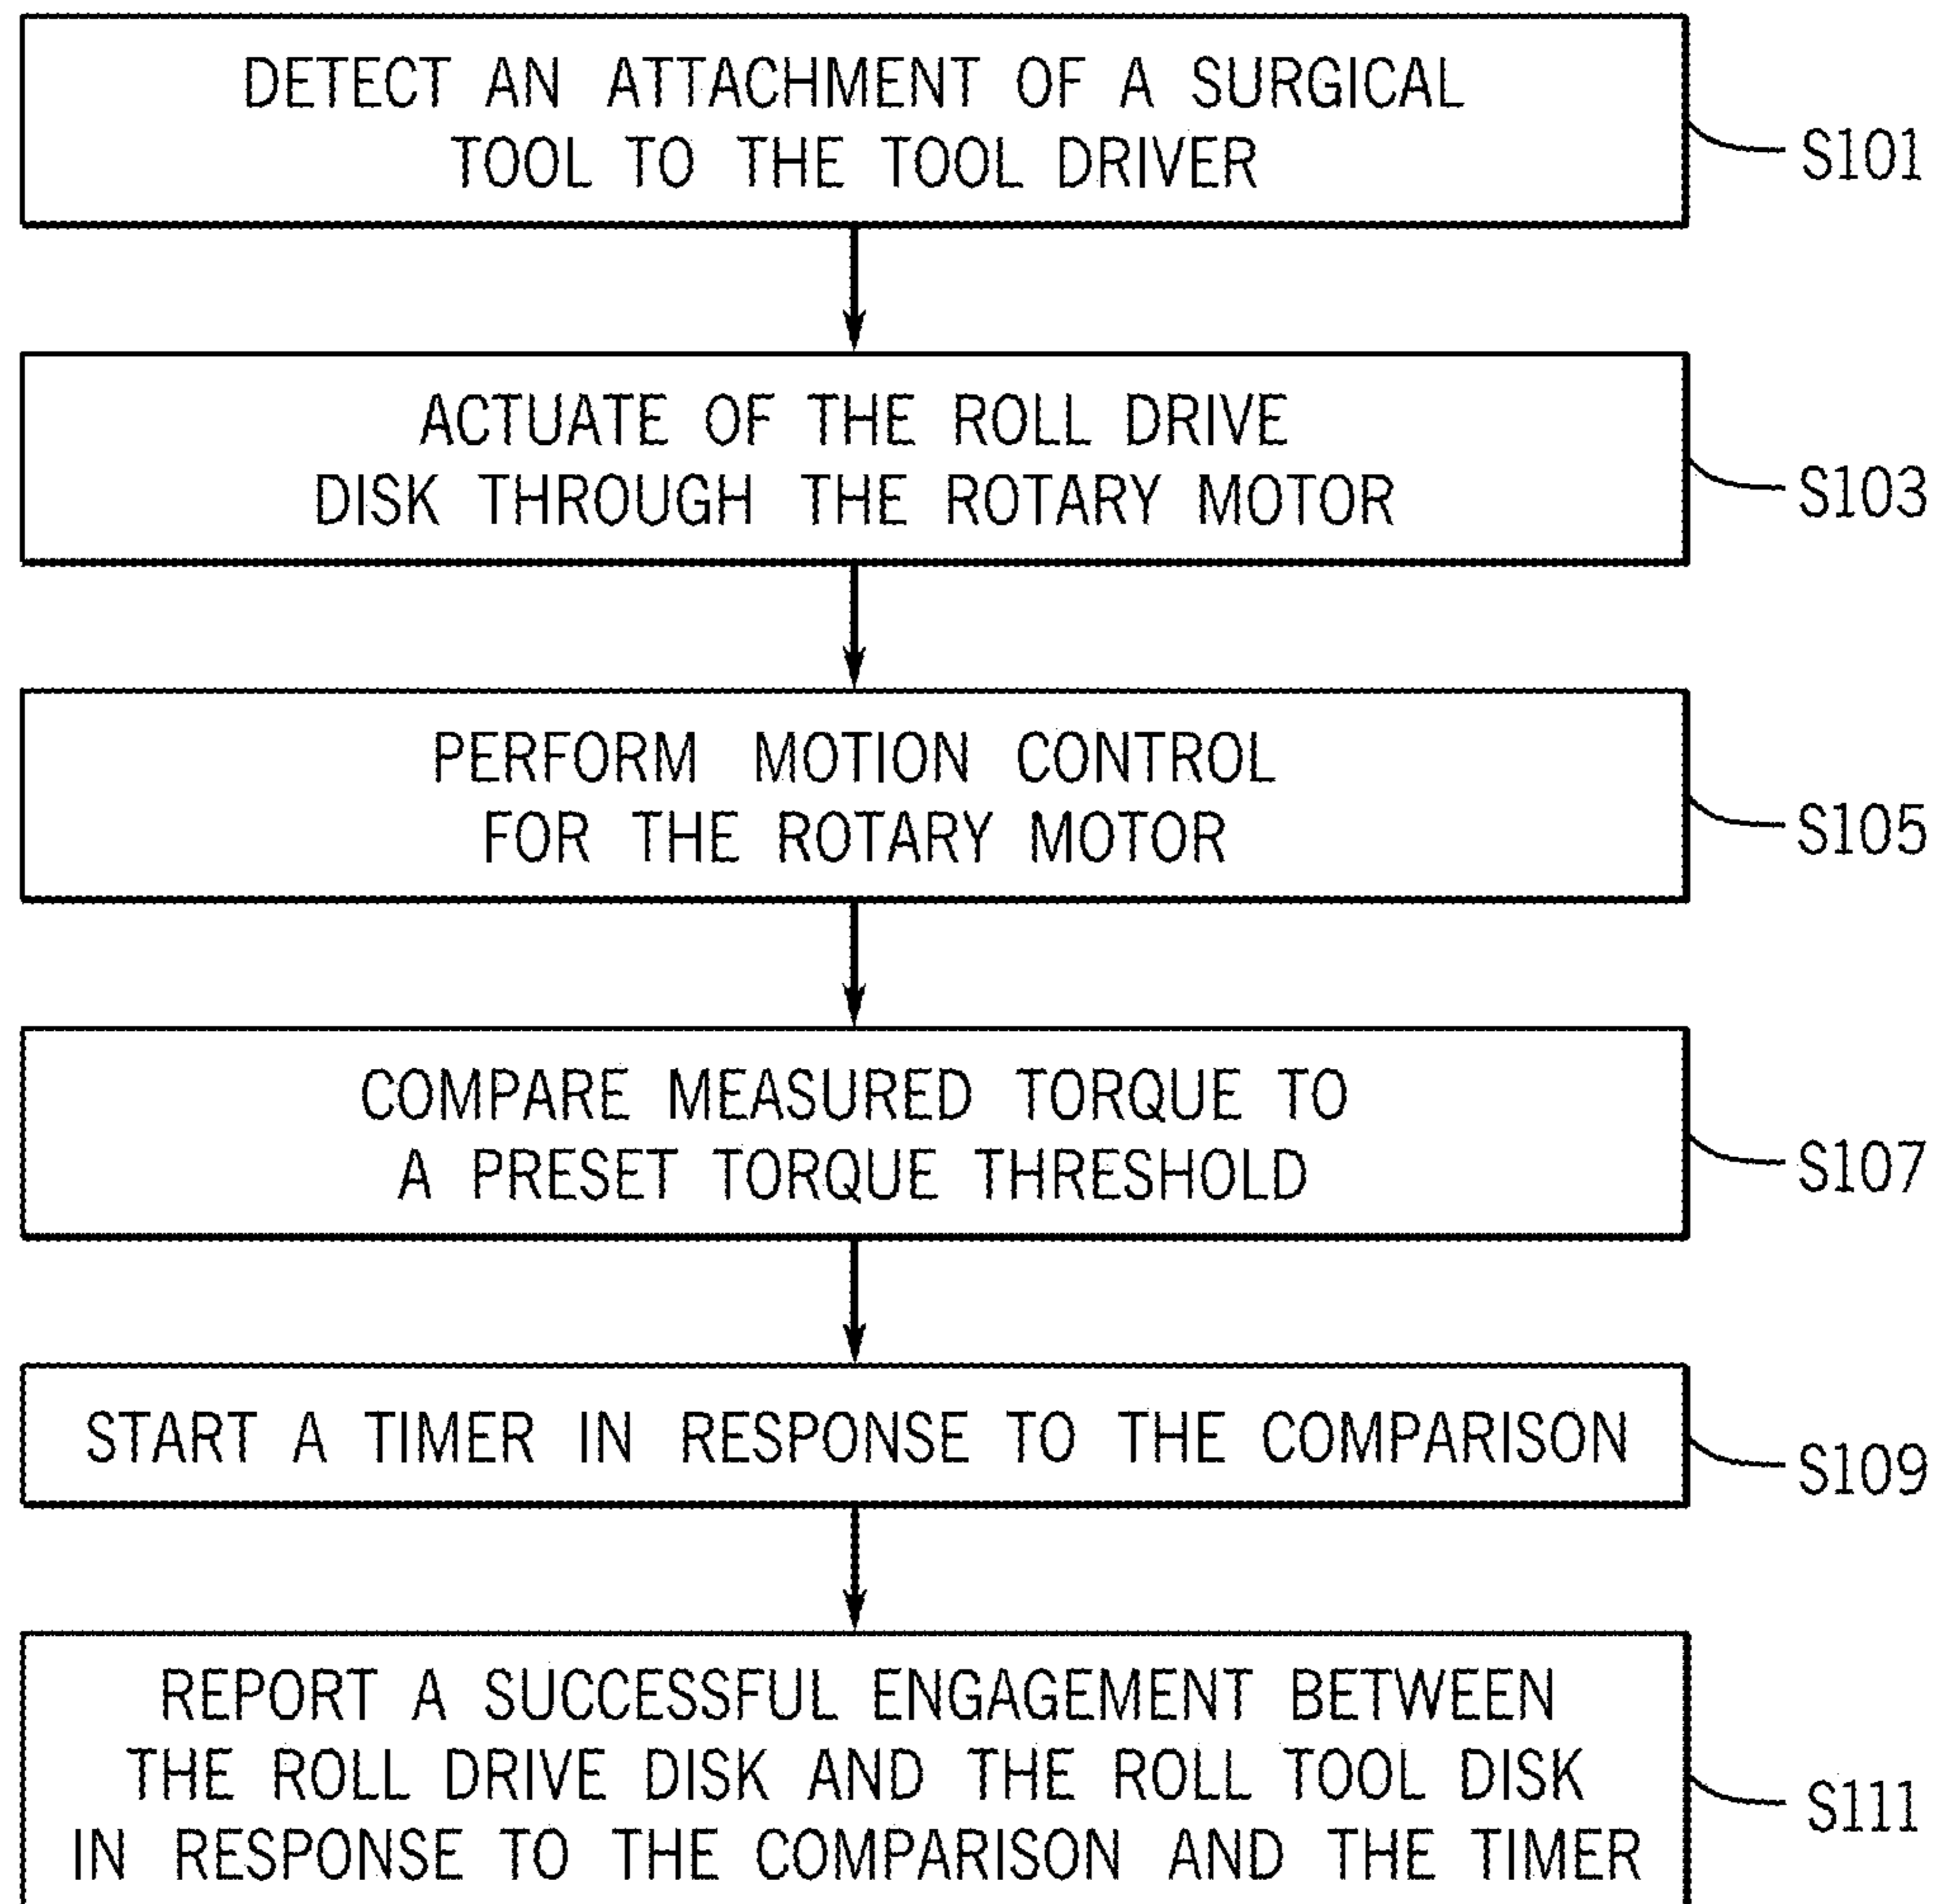 DETECT AN ATTACHMENT OF A SURGICAL
TOOL TO THE TOOL DRIVER
S101
ACTUATE OF THE ROLL DRIVE
DISK THROUGH THE ROTARY MOTOR
S103
PERFORM MOTION CONTROL
FOR THE ROTARY MOTOR
S105
COMPARE MEASURED TORQUE TO
A PRESET TORQUE THRESHOLD
S107
START A TIMER IN RESPONSE TO THE COMPARISON
S109
REPORT A SUCCESSFUL ENGAGEMENT BETWEEN
THE ROLL DRIVE DISK AND THE ROLL TOOL DISK
IN RESPONSE TO THE COMPARISON AND THE TIMER
S111